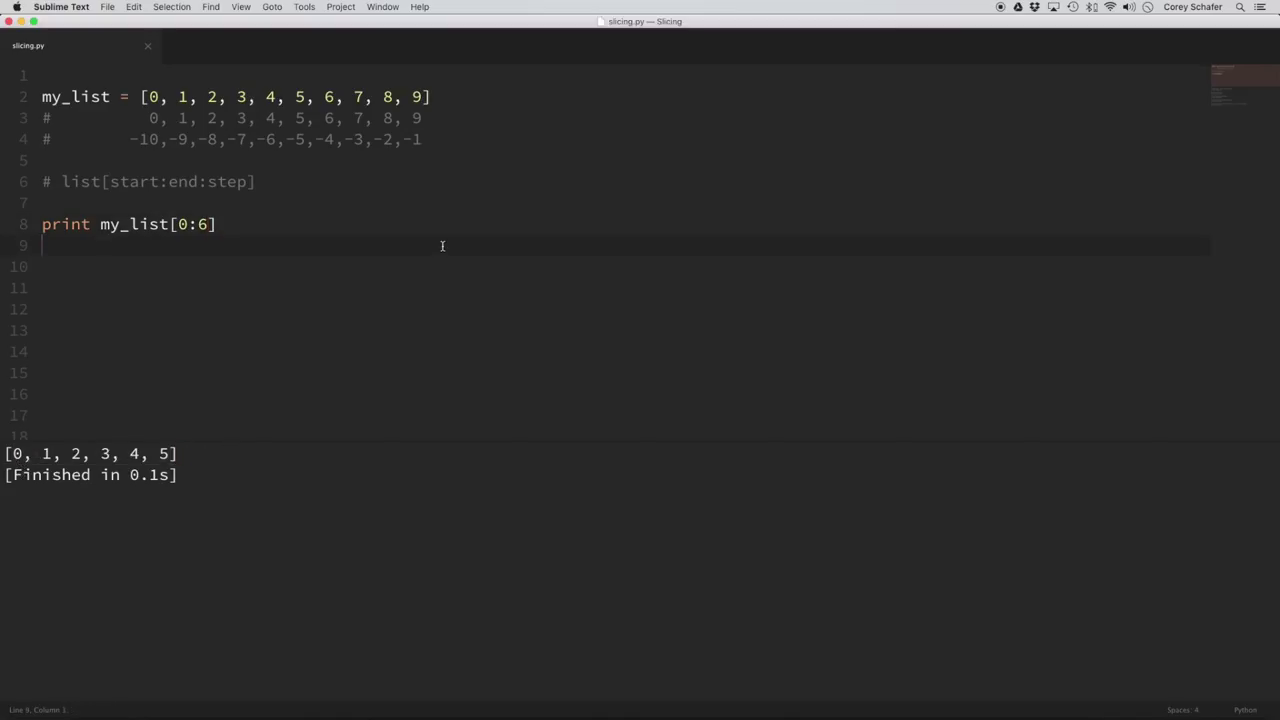 Sublime Text File Edit Selection Find View Goto Tools Project Window Help Corey Schafer
slicing.py — Slicing
slicing.py
1
2 my_list = [0, 1, 2, 3, 4, 5, 6, 7, 8, 9]
3 #          0, 1, 2, 3, 4, 5, 6, 7, 8, 9
4 #        -10,-9,-8,-7,-6,-5,-4,-3,-2,-1
5
6 # list[start:end:step]
7
8 print my_list[0:6]
9
10
11
12
13
14
15
16
17
18
[0, 1, 2, 3, 4, 5]
[Finished in 0.1s]
Line 9, Column 1 Spaces: 4 Python